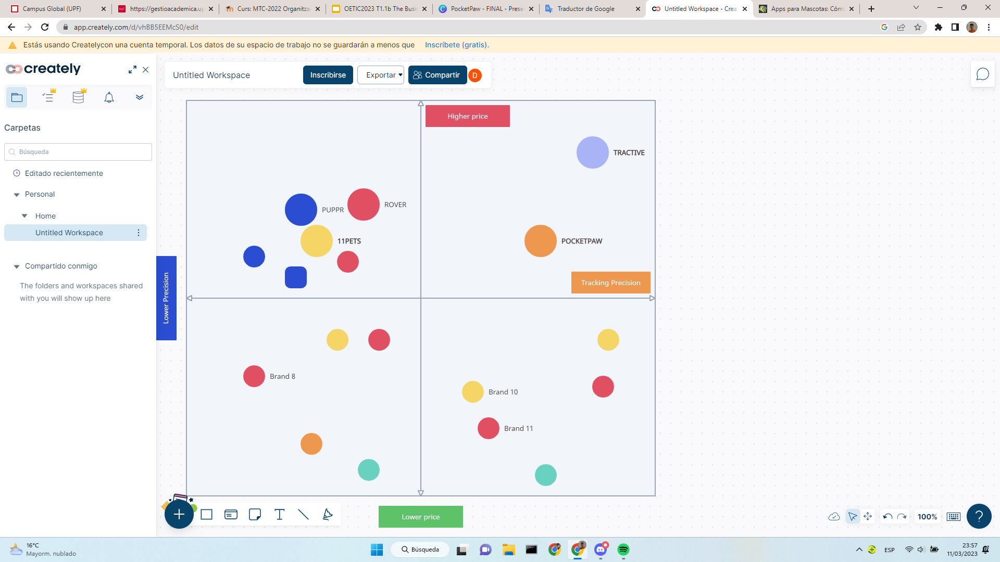 Campus Global (UPF)
https://gestioacademica.u
Curs: MTC-2022 Organitza
OETIC2023 T1.1b The Busi
PocketPaw - FINAL - Prese
Traductor de Google
Untitled Workspace - Crea
Apps para Mascotas: Cómo
app.creately.com/d/vhBB5EEMcS0/edit
Estás usando Createlycon una cuenta temporal. Los datos de su espacio de trabajo no se guardarán a menos que Inscríbete (gratis).
creately
Untitled Workspace
Inscribirse
Exportar
Compartir
D
Carpetas
Búsqueda
Editado recientemente
Personal
Home
Untitled Workspace
Compartido conmigo
The folders and workspaces shared
with you will show up here
Higher price
TRACTIVE
PUPPR
ROVER
11PETS
POCKETPAW
Tracking Precision
Lower Precision
Brand 8
Brand 10
Brand 11
Lower price
T
100%
?
16°C
Mayorm. nublado
Búsqueda
ESP
23:57
11/03/2023